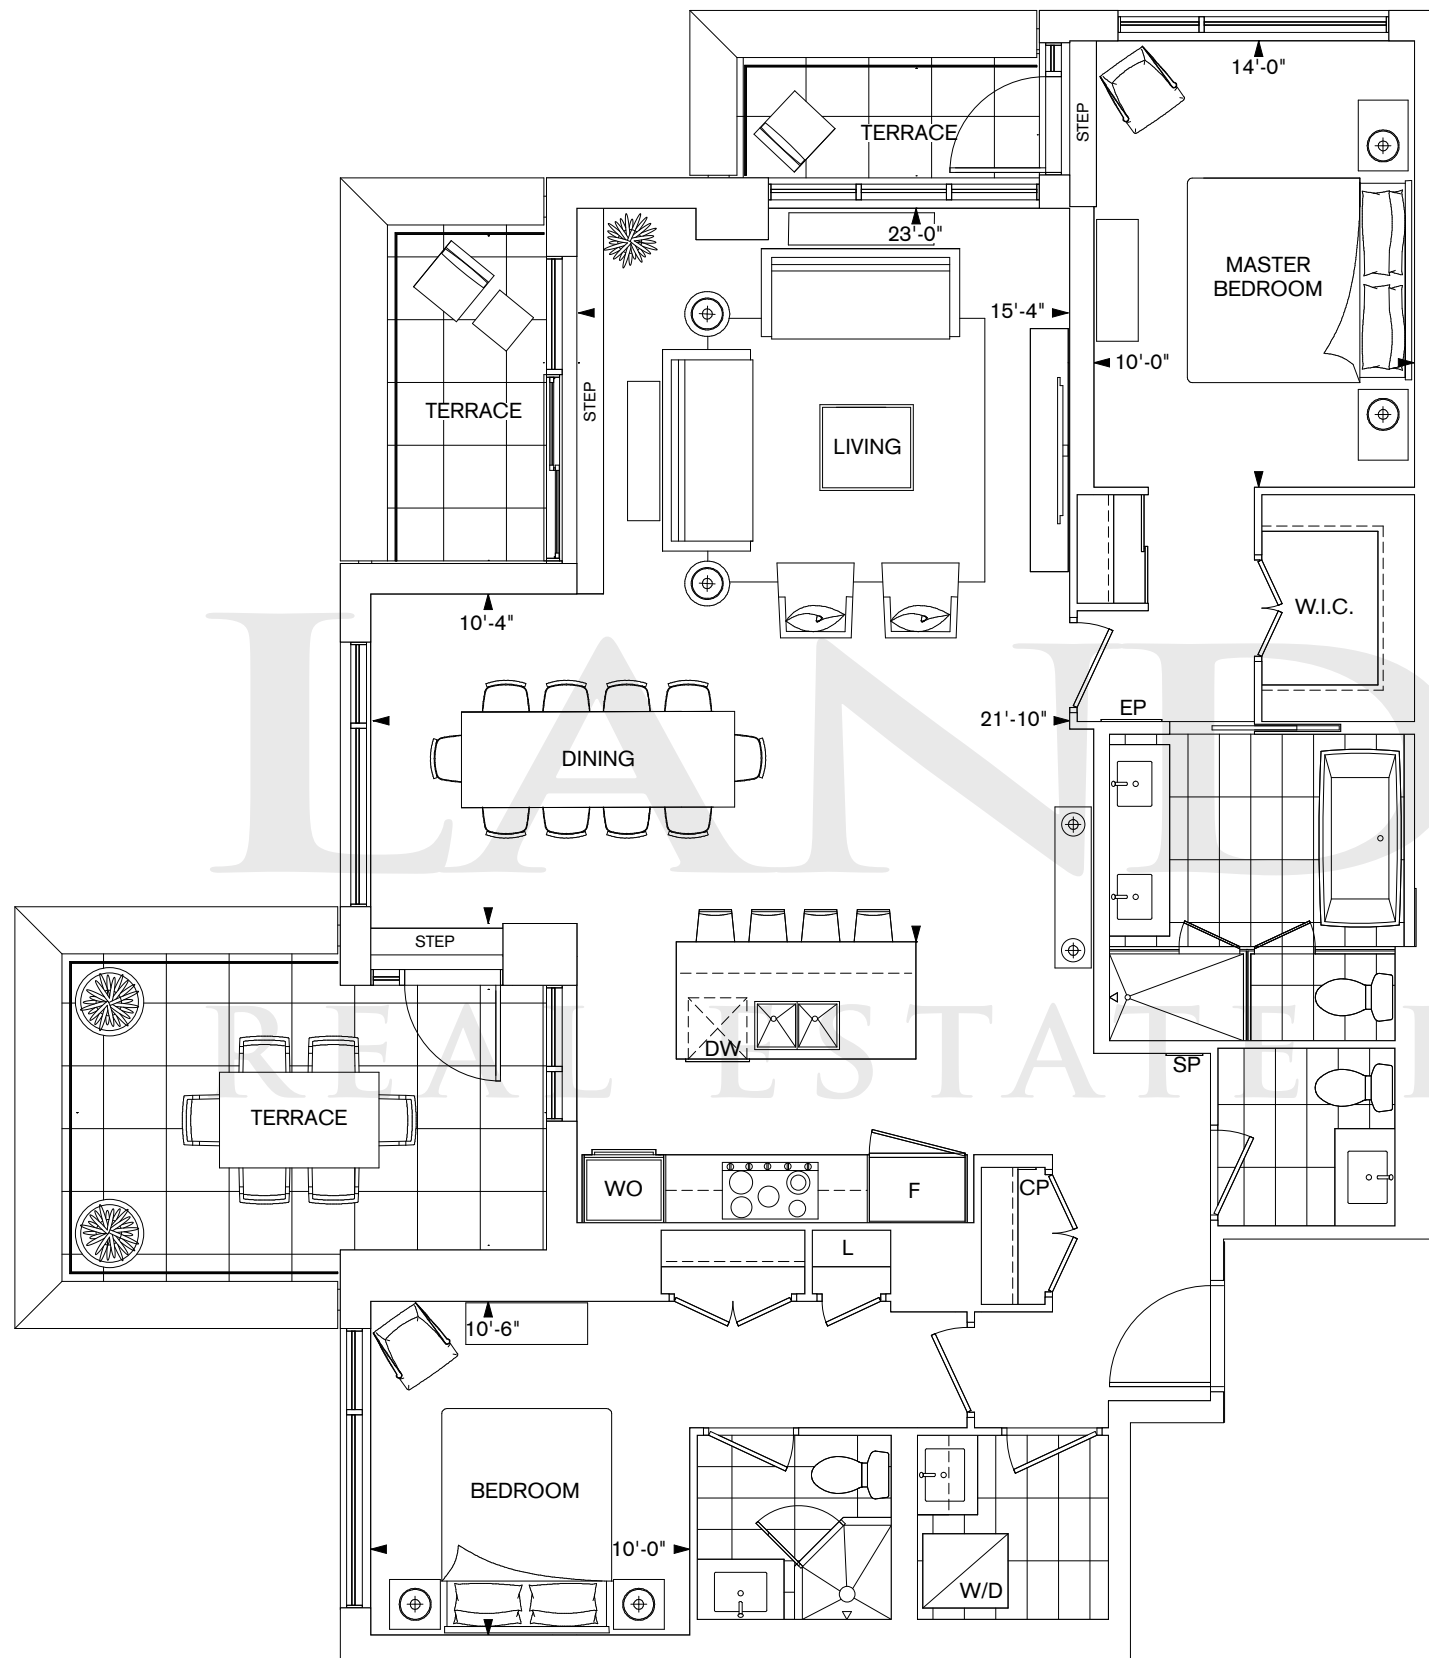 14'-0"
TERRACE
STEP
23'-0"
MASTER
BEDROOM
15'-4"
10'-0"
TERRACE
STEP
LIVING
10'-4"
W.I.C.
LAND
21'-10"
EP
DINING
STEP
REAL ESTATE
DW
SP
TERRACE
WO
F
CP
L
10'-6"
BEDROOM
10'-0"
W/D